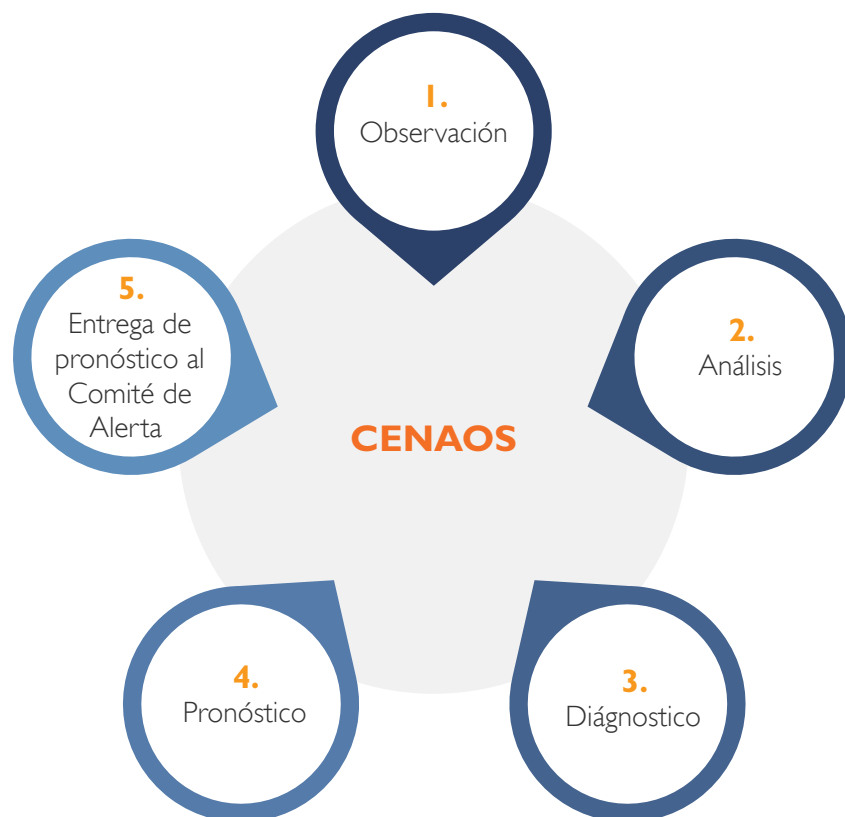 1.
Observación
2.
Análisis
3.
Diágnostico
4.
Pronóstico
5.
Entrega de
pronóstico al
Comité de
Alerta
CENAOS